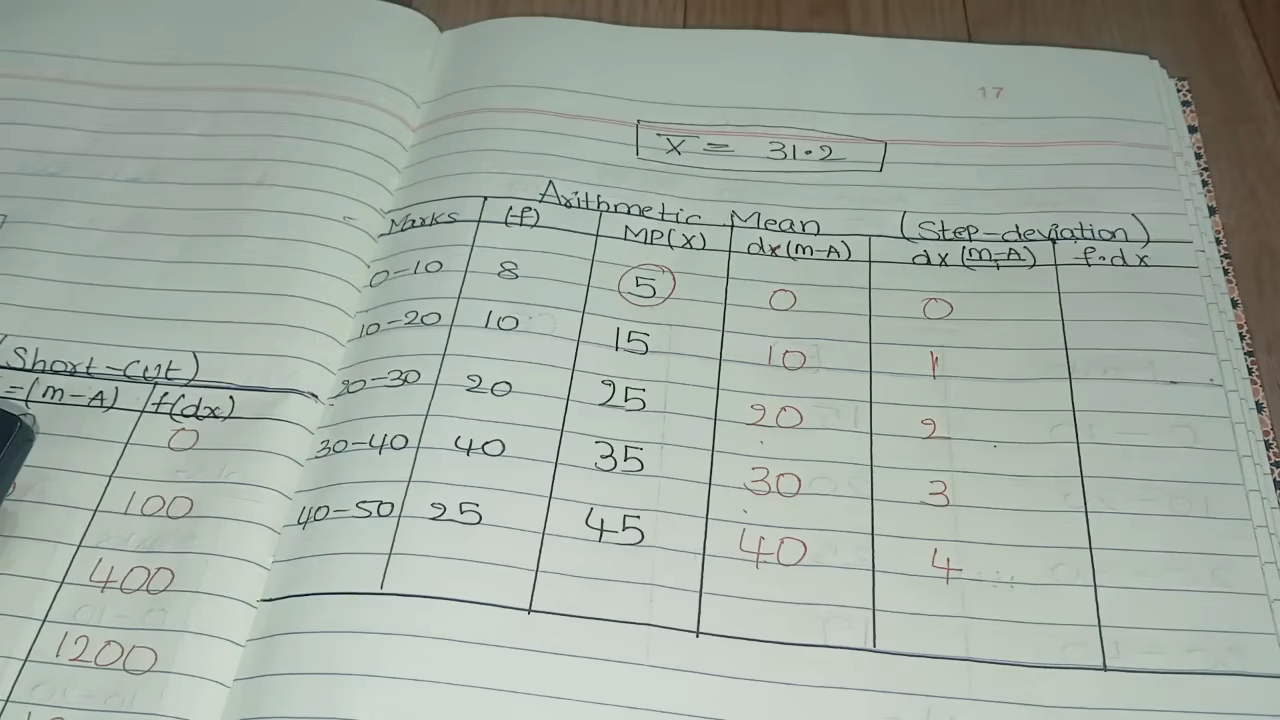 17
X̄ = 31.2
Arithmetic Mean (Step-deviation)
Marks (f) MP(X) dx(m-A) dx(m-A/i) f.dx
0-10 8 5 0 0
10-20 10 15 10 1
20-30 20 25 20 2
30-40 40 35 30 3
40-50 25 45 40 4
(Short-cut)
=(m-A) f(dx)
0
100
400
1200